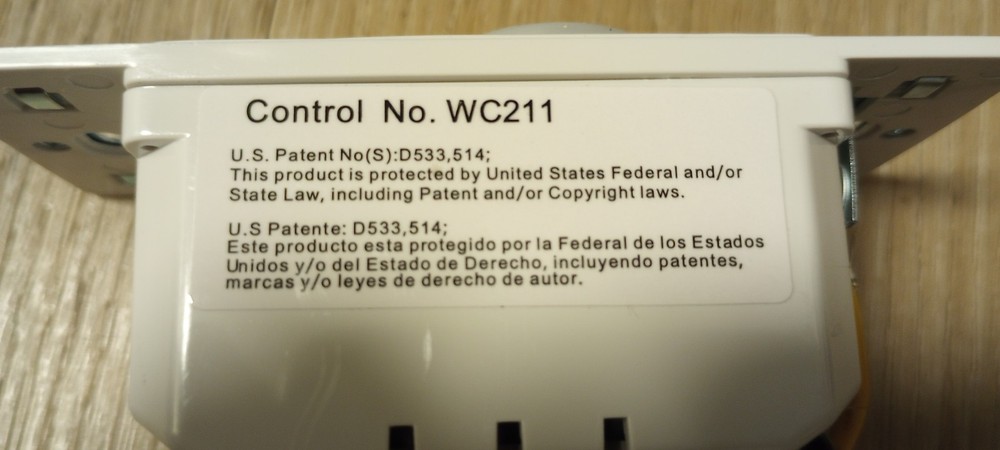 Control No. WC211
U.S. Patent No(S):D533,514;
This product is protected by United States Federal and/or
State Law, including Patent and/or Copyright laws.
U.S Patente: D533,514;
Este producto esta protegido por la Federal de los Estados
Unidos y/o del Estado de Derecho, incluyendo patentes,
marcas y/o leyes de derecho de autor.